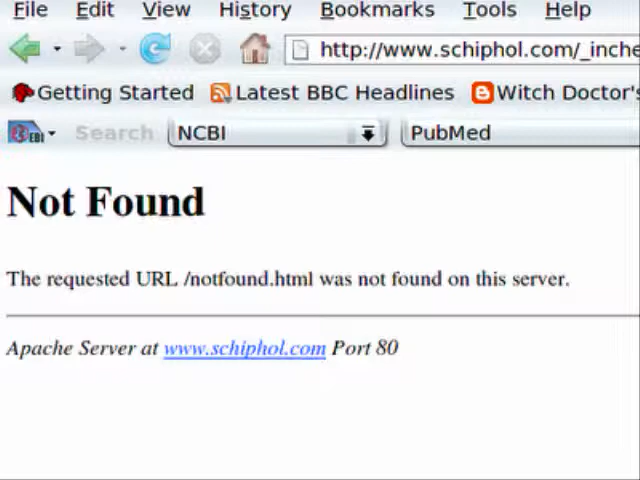 File Edit View History Bookmarks Tools Help
http://www.schiphol.com/_inche
Getting Started Latest BBC Headlines Witch Doctor's
EBI Search NCBI PubMed
Not Found
The requested URL /notfound.html was not found on this server.
Apache Server at www.schiphol.com Port 80